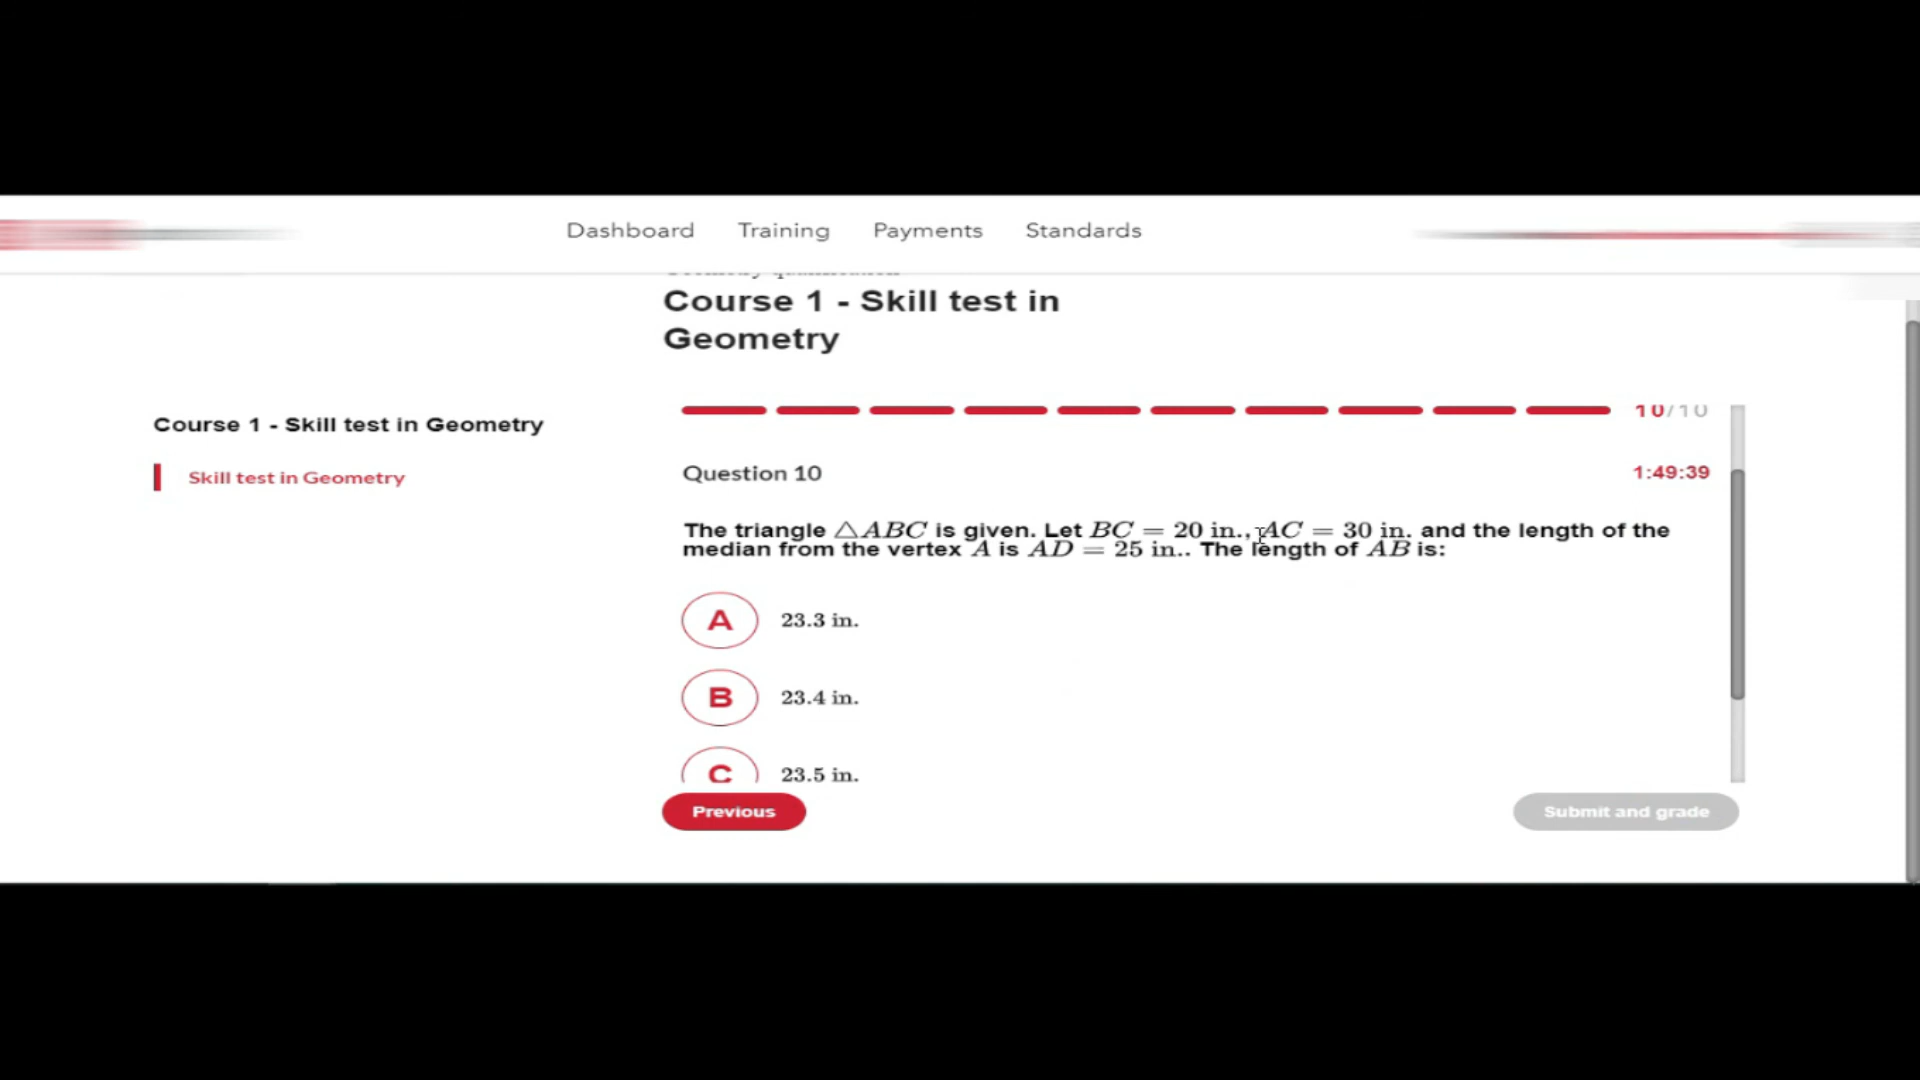 Dashboard Training Payments Standards
Course 1 - Skill test in
Geometry
Course 1 - Skill test in Geometry
Skill test in Geometry
10/10
Question 10
1:49:39
The triangle △ABC is given. Let BC = 20 in., AC = 30 in. and the length of the
median from the vertex A is AD = 25 in.. The length of AB is:
A 23.3 in.
B 23.4 in.
C 23.5 in.
Previous
Submit and grade